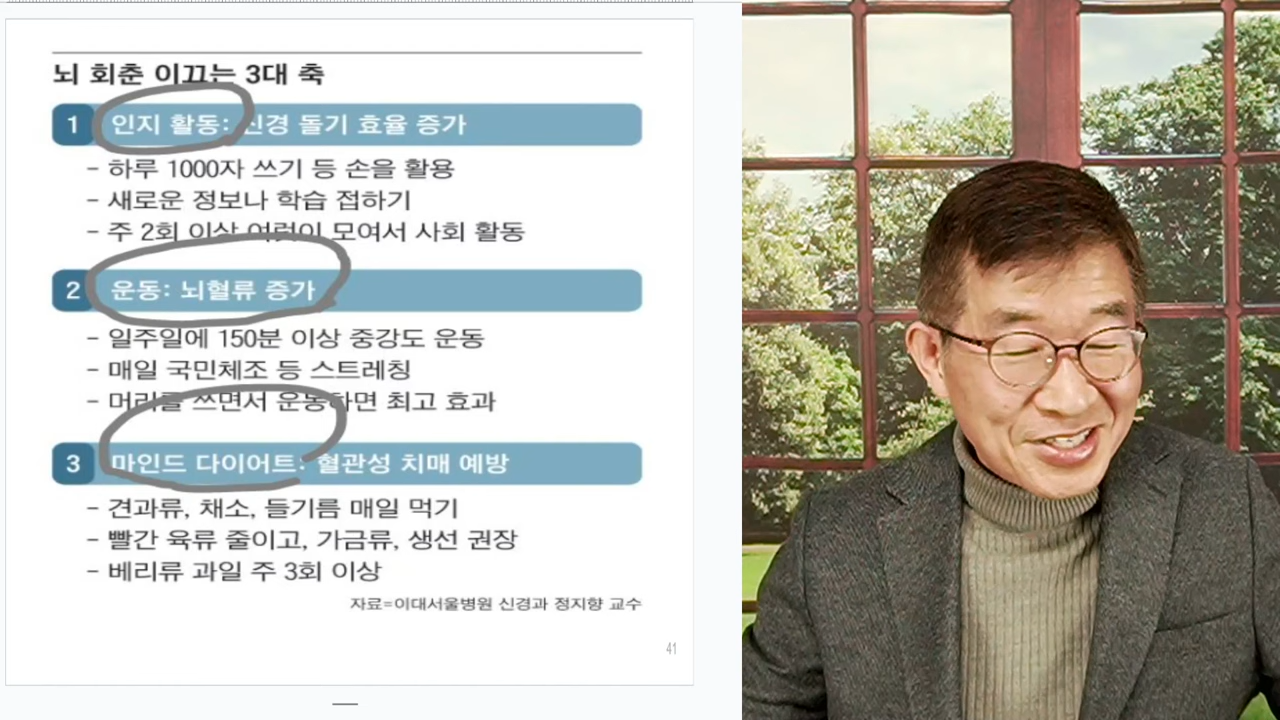 뇌 회춘 이끄는 3대 축
1 인지 활동: 신경 돌기 효율 증가
- 하루 1000자 쓰기 등 손을 활용
- 새로운 정보나 학습 접하기
- 주 2회 이상 여럿이 모여서 사회 활동
2 운동: 뇌혈류 증가
- 일주일에 150분 이상 중강도 운동
- 매일 국민체조 등 스트레칭
- 머리를 쓰면서 운동하면 최고 효과
3 마인드 다이어트: 혈관성 치매 예방
- 견과류, 채소, 들기름 매일 먹기
- 빨간 육류 줄이고, 가금류, 생선 권장
- 베리류 과일 주 3회 이상
자료=이대서울병원 신경과 정지향 교수
41